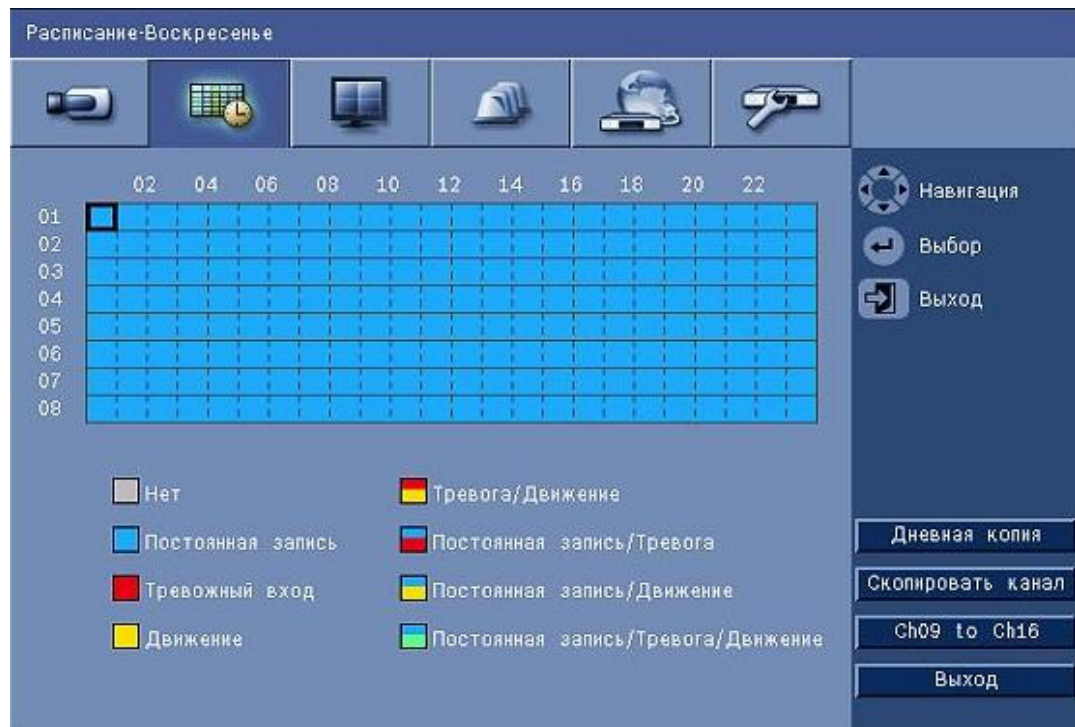 Расписание-Воскресенье
02 04 06 08 10 12 14 16 18 20 22
01
02
03
04
05
06
07
08
Навигация
Выбор
Выход
Нет
Постоянная запись
Тревожный вход
Движение
Тревога/Движение
Постоянная запись/Тревога
Постоянная запись/Движение
Постоянная запись/Тревога/Движение
Дневная копия
Скопировать канал
Ch09 to Ch16
Выход